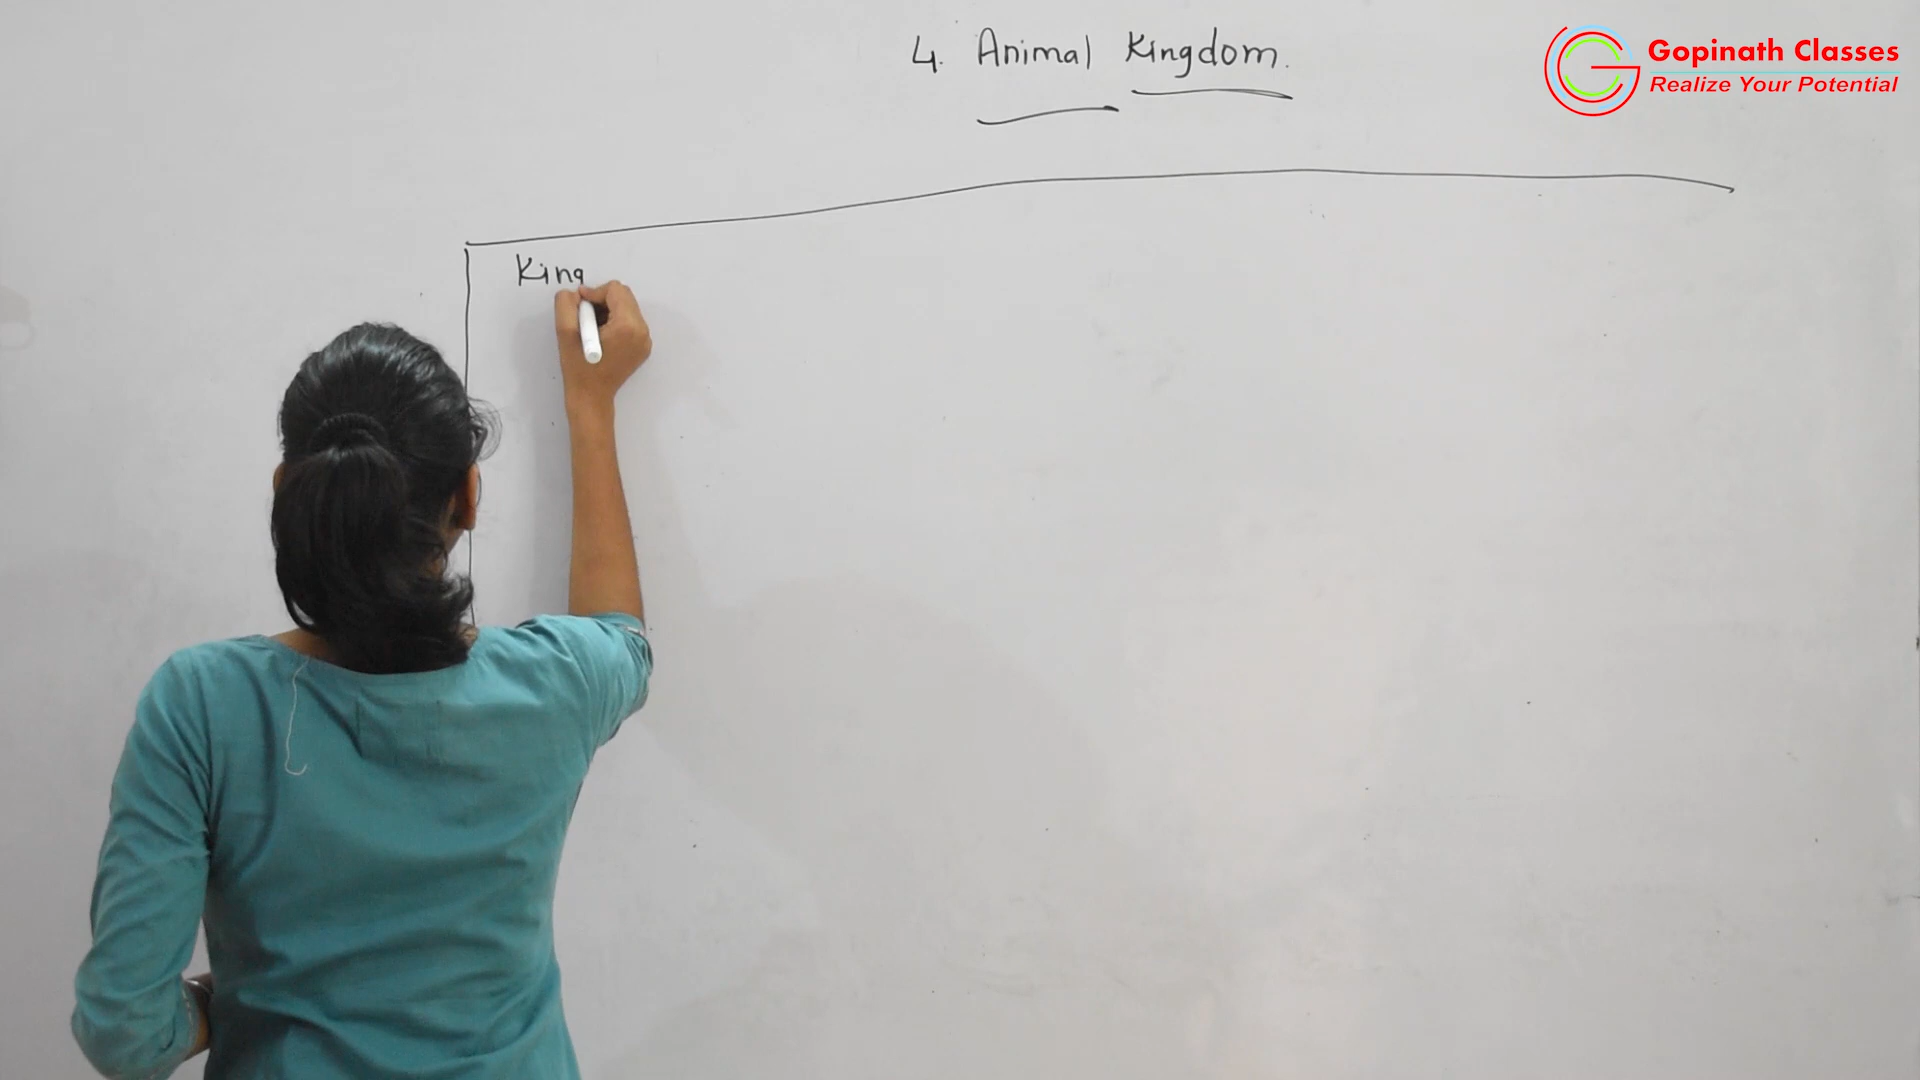 4. Animal Kingdom.
Gopinath Classes
Realize Your Potential
King